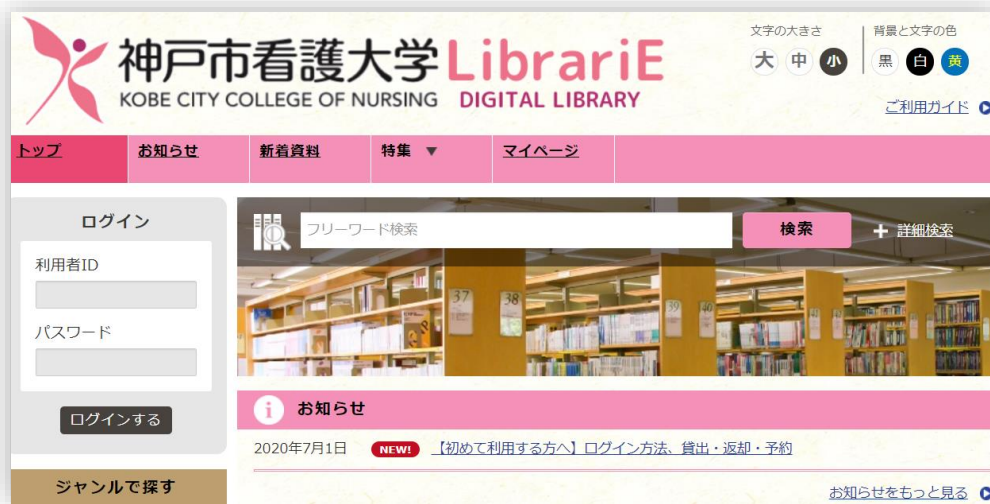 神戸市看護大学 LibrariE
KOBE CITY COLLEGE OF NURSING DIGITAL LIBRARY
文字の大きさ
大 中 小
背景と文字の色
黒 白 黄
ご利用ガイド
トップ お知らせ 新着資料 特集 ▼ マイページ
ログイン
利用者ID
パスワード
ログインする
ジャンルで探す
フリーワード検索 検索 + 詳細検索
37 38 39 40
お知らせ
2020年7月1日 NEW! 【初めて利用する方へ】ログイン方法、貸出・返却・予約
お知らせをもっと見る